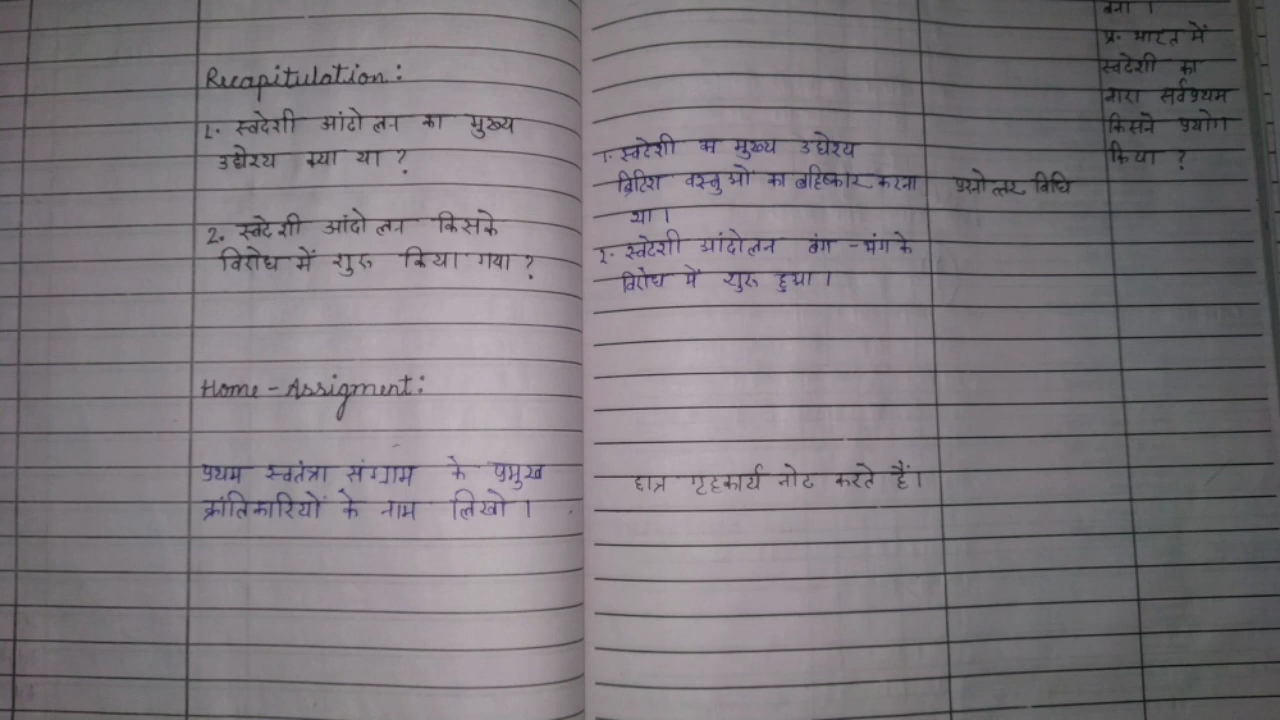 Recapitulation:
1. स्वदेशी आंदोलन का मुख्य
उद्येश्य क्या था ?
2. स्वदेशी आंदोलन किसके
विरोध में शुरू किया गया ?
Home - Assigment:
प्रथम स्वतंत्रा संग्राम के प्रमुख
क्रांतिकारियों के नाम लिखो ।
1. स्वदेशी का मुख्य उद्येश्य
ब्रिटिश वस्तुओं का बहिष्कार करना
था ।
2. स्वदेशी आंदोलन बंग - भंग के
विरोध में शुरू हुआ ।
छात्र गृहकार्य नोट करते हैं।
प्रश्नोत्तर विधि
प्र. भारत में
स्वदेशी का
नारा सर्वप्रथम
किसने प्रयोग
किया ?